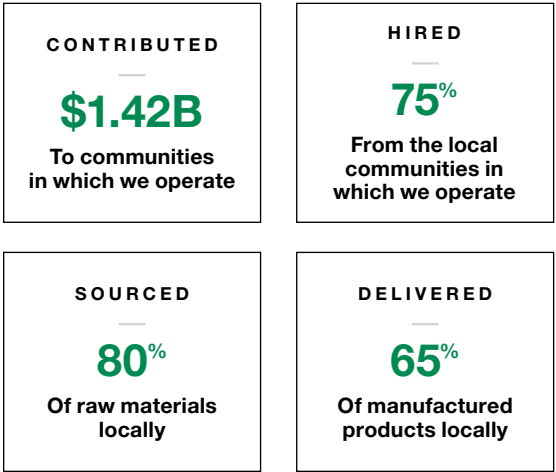 CONTRIBUTED
$1.42B
To communities
in which we operate
HIRED
75%
From the local
communities in
which we operate
SOURCED
80%
Of raw materials
locally
DELIVERED
65%
Of manufactured
products locally